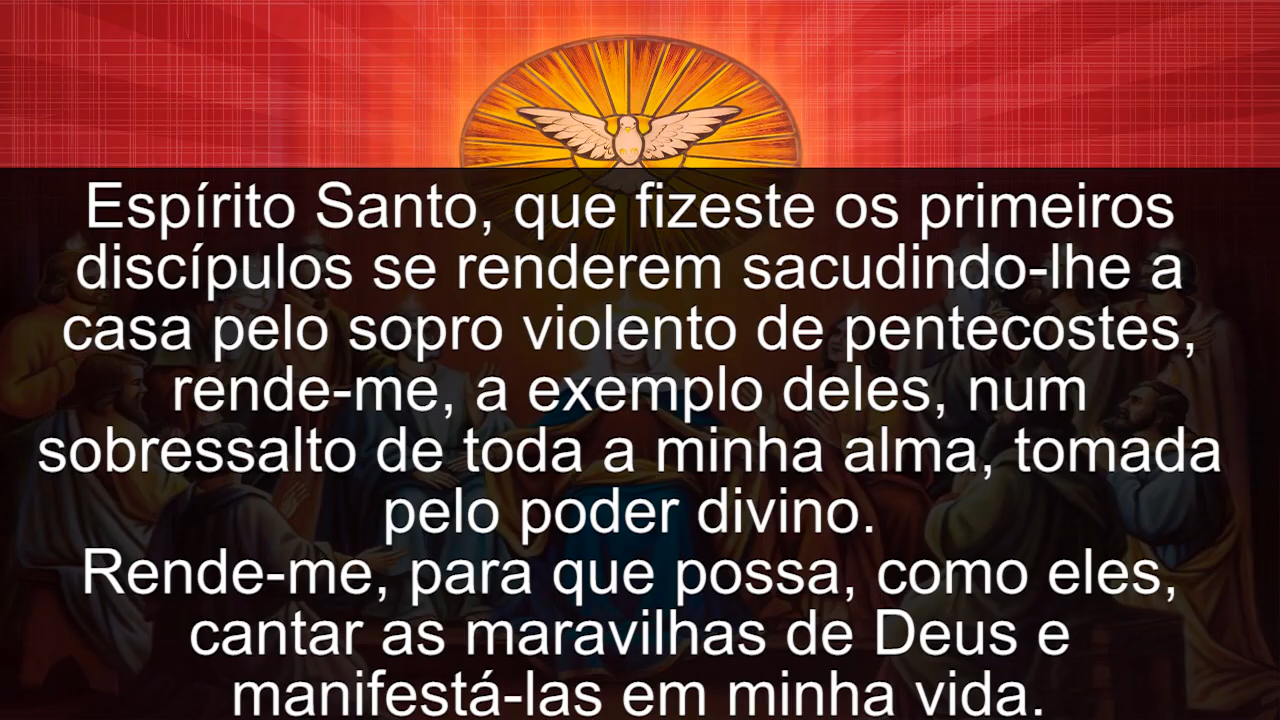 Espírito Santo, que fizeste os primeiros
discípulos se renderem sacudindo-lhe a
casa pelo sopro violento de pentecostes,
rende-me, a exemplo deles, num
sobressalto de toda a minha alma, tomada
pelo poder divino.
Rende-me, para que possa, como eles,
cantar as maravilhas de Deus e
manifestá-las em minha vida.